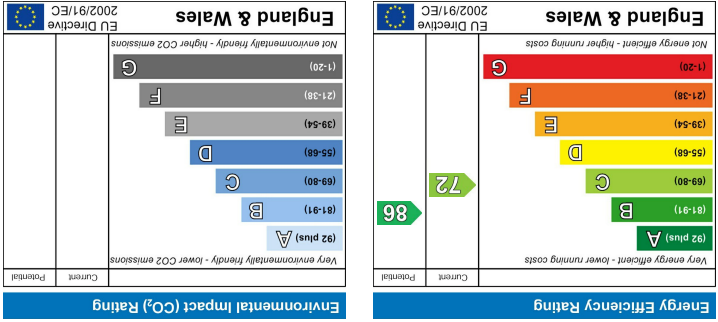 Energy Efficiency Rating
Current Potential
Very energy efficient - lower running costs
(92 plus) A
(81-91) B
86
(69-80) C
72
(55-68) D
(39-54) E
(21-38) F
(1-20) G
Not energy efficient - higher running costs
England & Wales
EU Directive
2002/91/EC
Environmental Impact (CO₂) Rating
Current Potential
Very environmentally friendly - lower CO2 emissions
(92 plus) A
(81-91) B
(69-80) C
(55-68) D
(39-54) E
(21-38) F
(1-20) G
Not environmentally friendly - higher CO2 emissions
England & Wales
EU Directive
2002/91/EC